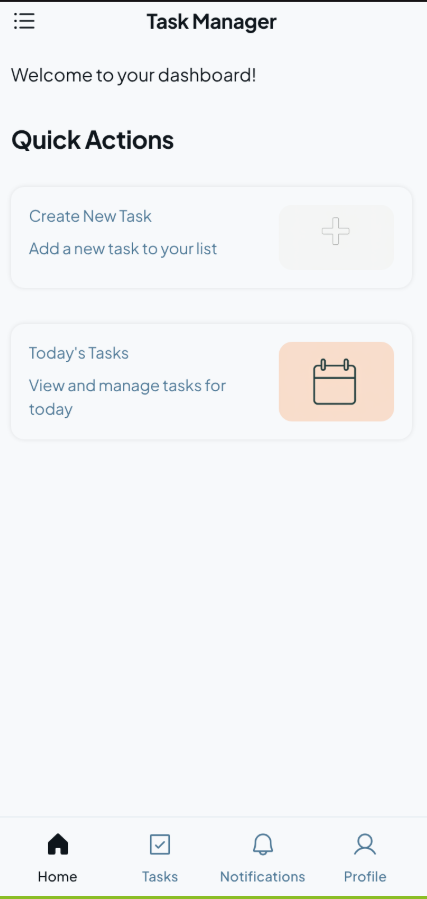 Task Manager
Welcome to your dashboard!
Quick Actions
Create New Task
Add a new task to your list
Today's Tasks
View and manage tasks for
today
Home
Tasks
Notifications
Profile